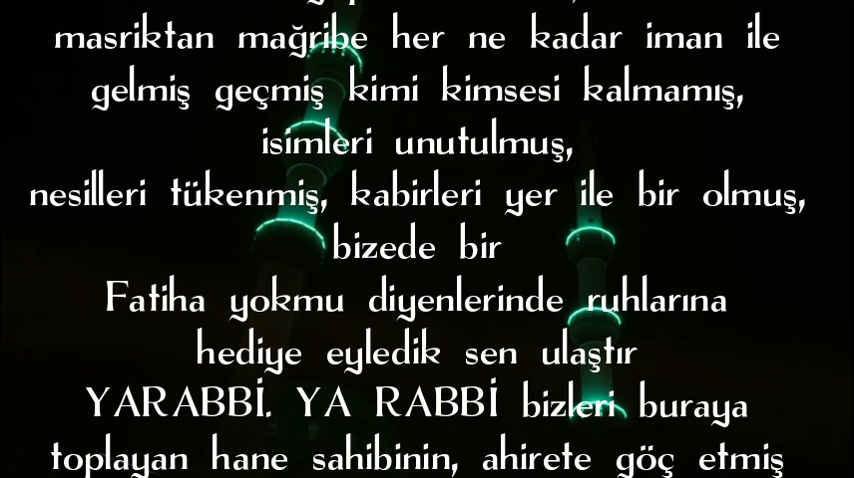 masriktan mağribe her ne kadar iman ile
gelmiş geçmiş kimi kimsesi kalmamış,
isimleri unutulmuş,
nesilleri tükenmiş, kabirleri yer ile bir olmuş,
bizede bir
Fatiha yokmu diyenlerinde ruhlarına
hediye eyledik sen ulaştır
YARABBİ. YA RABBİ bizleri buraya
toplayan hane sahibinin, ahirete göç etmiş